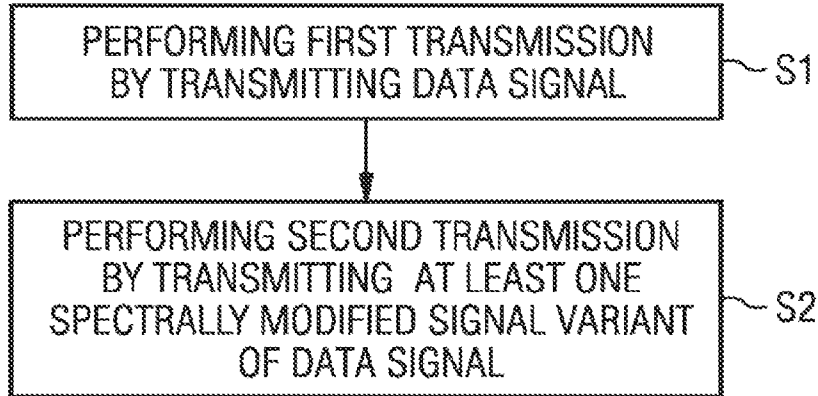 PERFORMING FIRST TRANSMISSION
BY TRANSMITTING DATA SIGNAL
S1
PERFORMING SECOND TRANSMISSION
BY TRANSMITTING AT LEAST ONE
SPECTRALLY MODIFIED SIGNAL VARIANT
OF DATA SIGNAL
S2